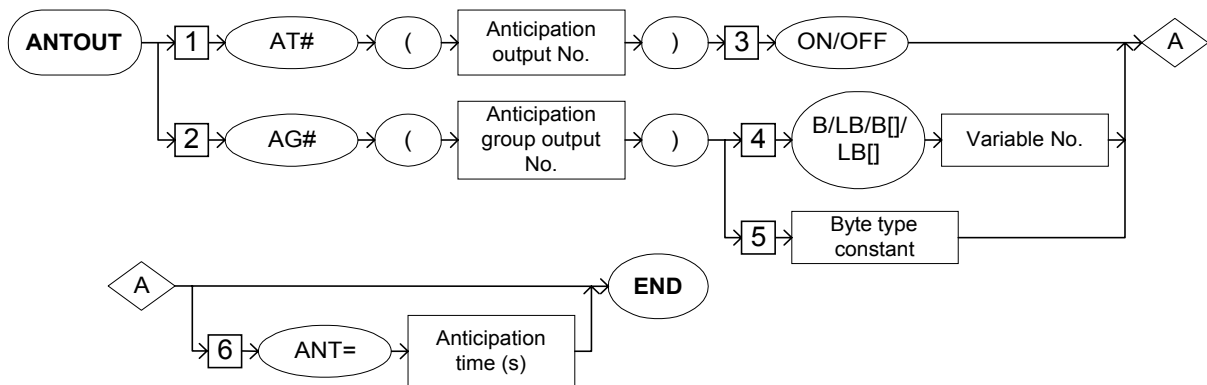 ANTOUT
1
AT#
(
Anticipation
output No.
)
3
ON/OFF
A
2
AG#
(
Anticipation
group output
No.
)
4
B/LB/B[]/
LB[]
Variable No.
5
Byte type
constant
A
END
6
ANT=
Anticipation
time (s)